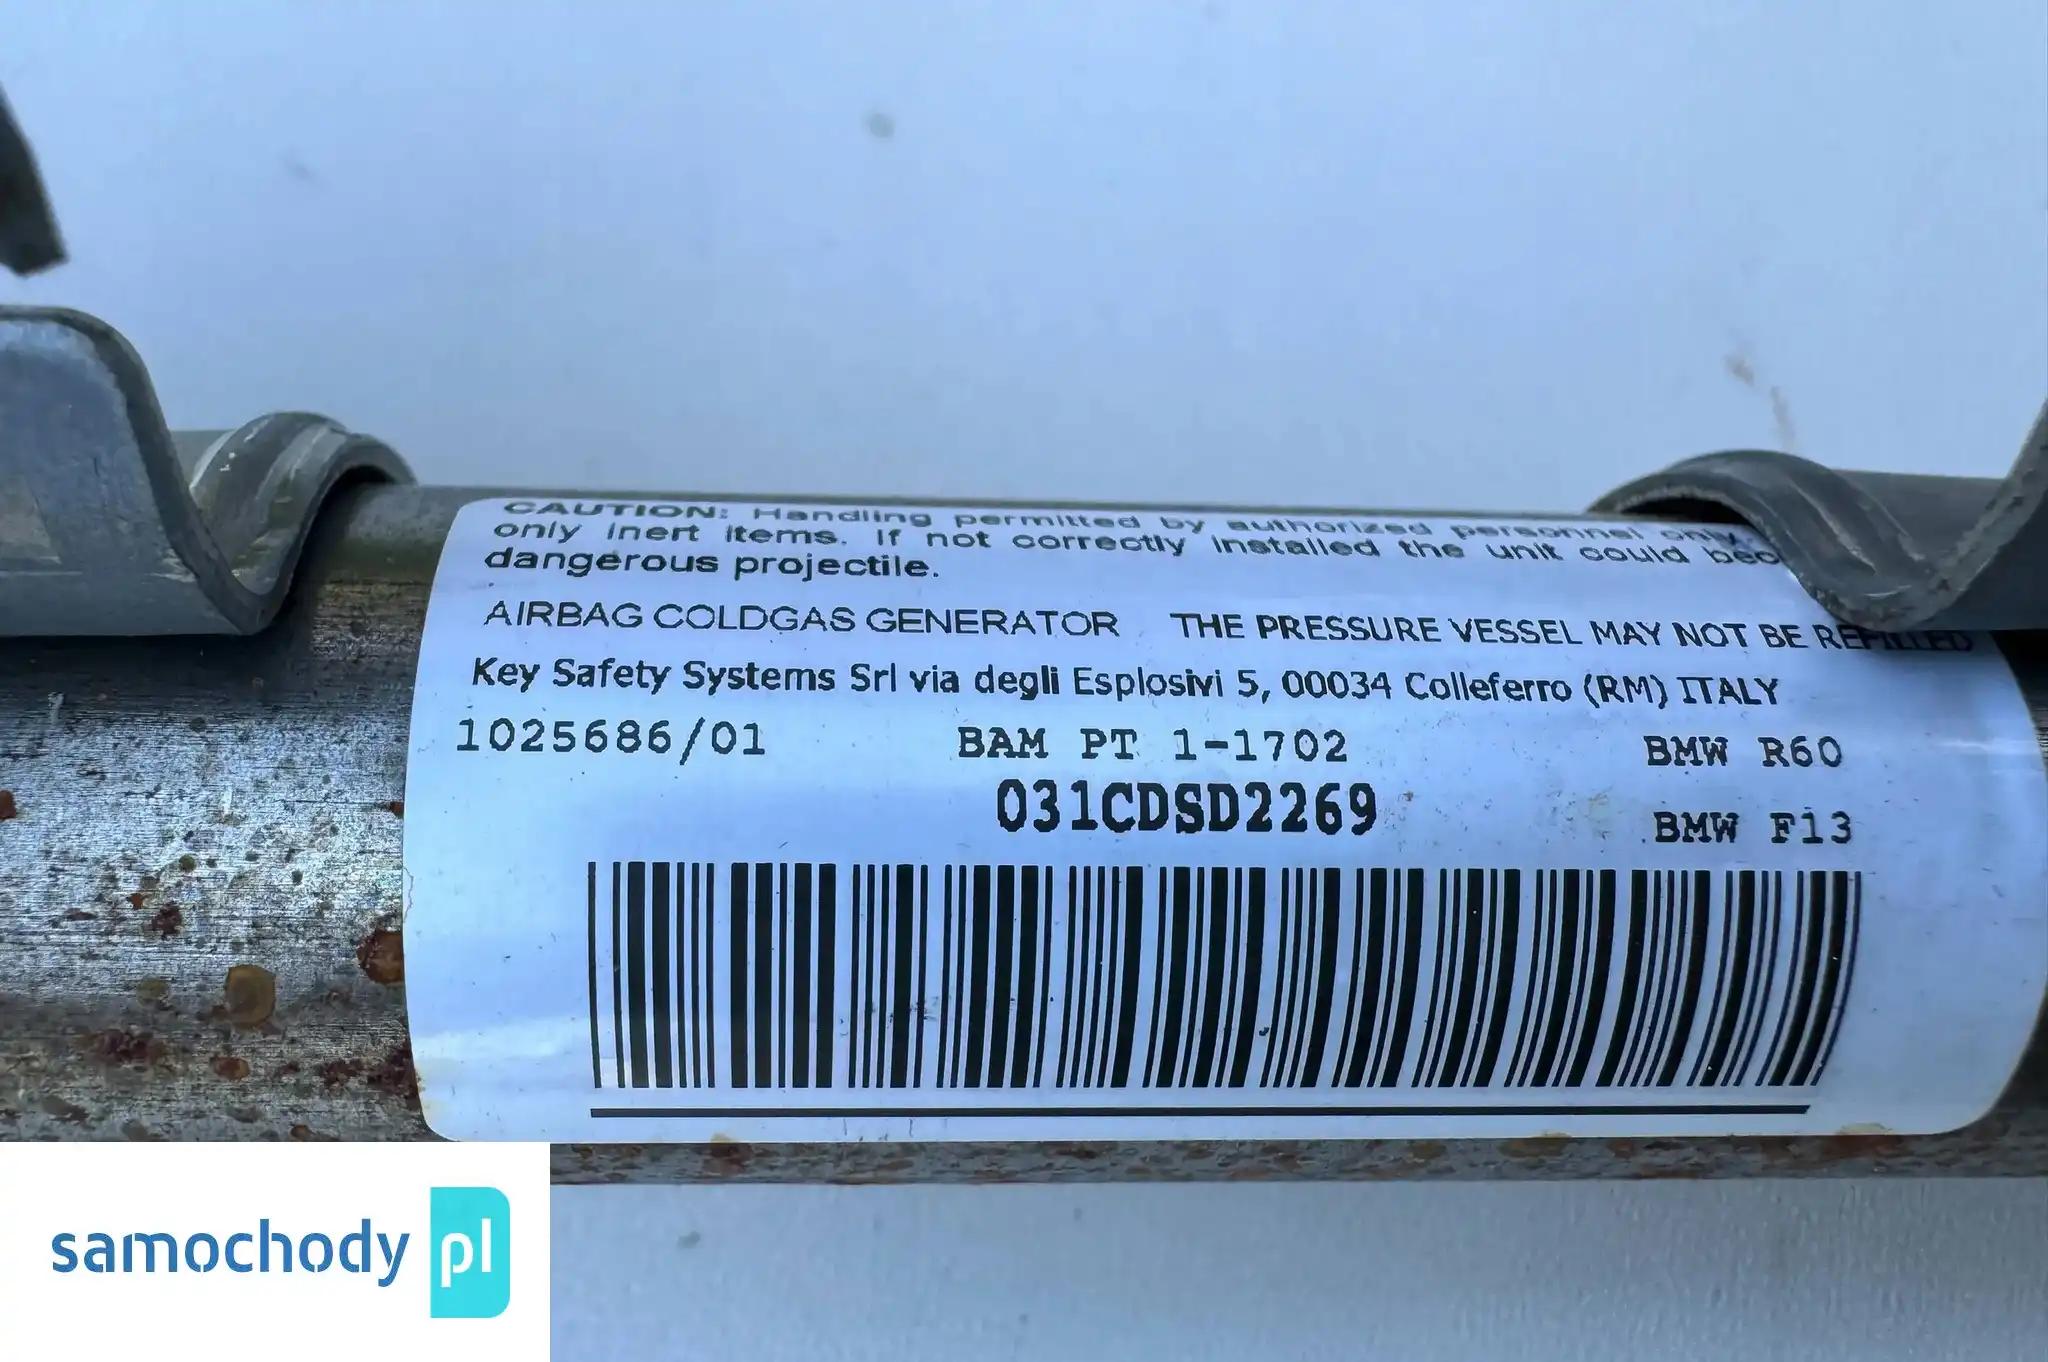 CAUTION: Handling permitted by authorized personnel only
only inert items. If not correctly installed the unit could
dangerous projectile.
AIRBAG COLDGAS GENERATOR THE PRESSURE VESSEL MAY NOT BE REFILLED
Key Safety Systems Srl via degli Esplosivi 5, 00034 Colleferro (RM) ITALY
1025686/01 BAM PT 1-1702 BMW R60
031CDSD2269
BMW F13
samochody pl